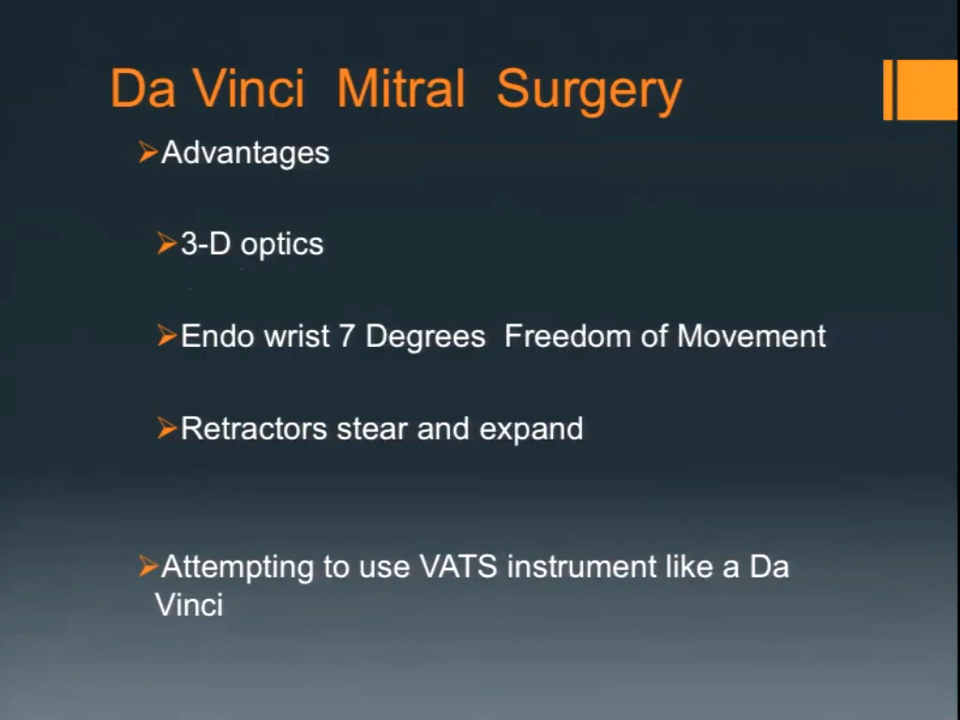 Da Vinci Mitral Surgery
Advantages
3-D optics
Endo wrist 7 Degrees Freedom of Movement
Retractors stear and expand
Attempting to use VATS instrument like a Da
Vinci